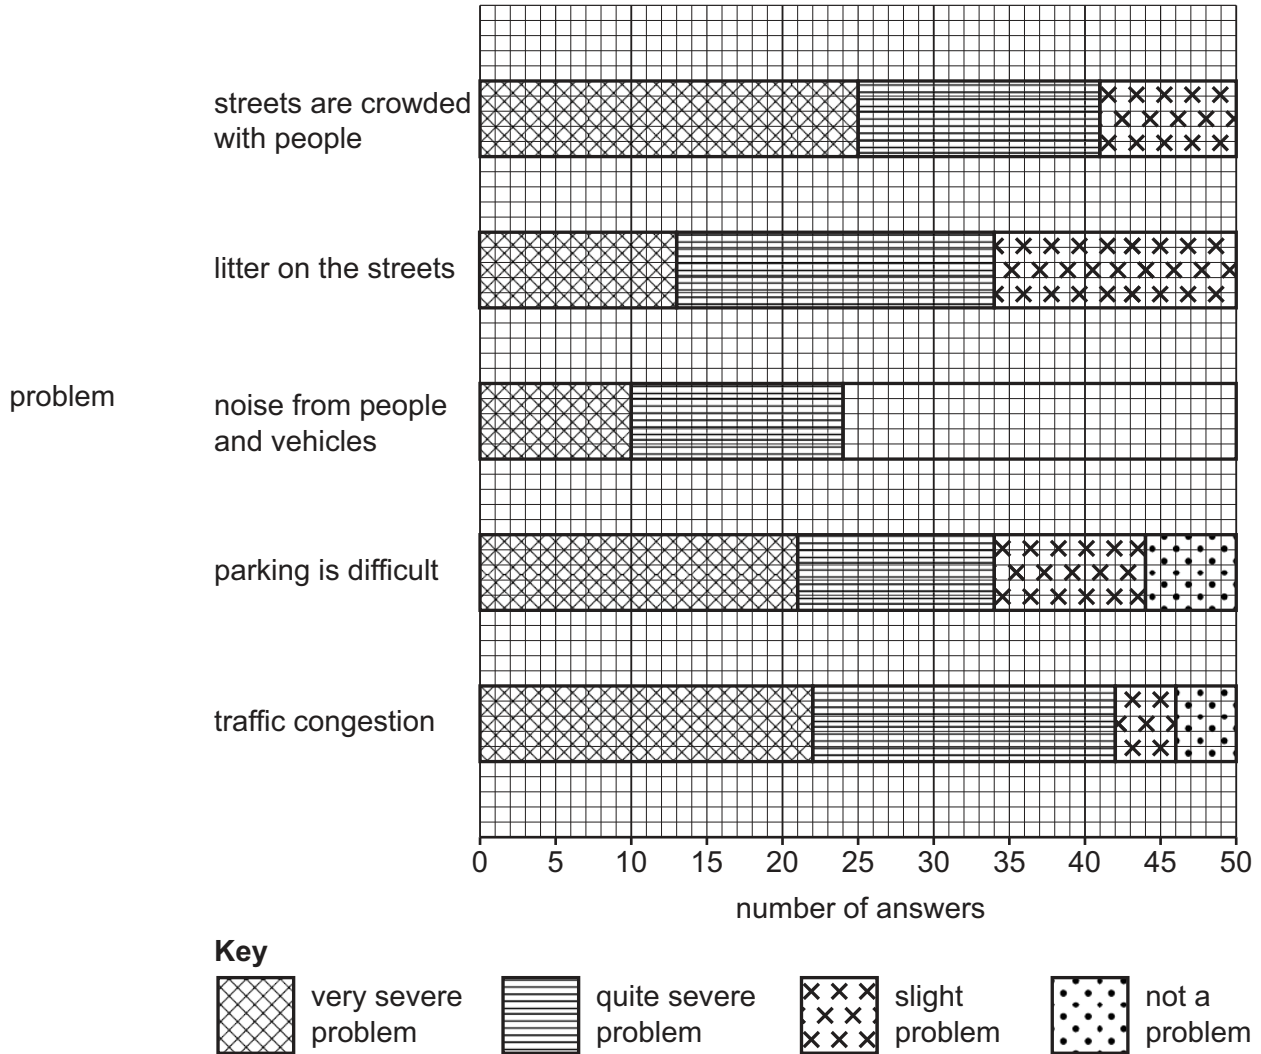 streets are crowded
with people
litter on the streets
problem
noise from people
and vehicles
parking is difficult
traffic congestion
0 5 10 15 20 25 30 35 40 45 50
number of answers
Key
very severe
problem
quite severe
problem
slight
problem
not a
problem